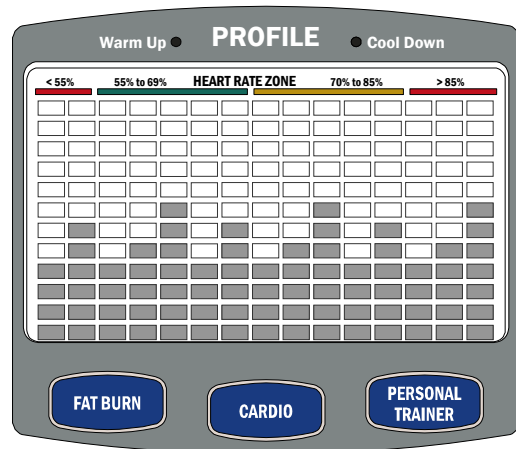 Warm Up PROFILE Cool Down
< 55% 55% to 69% HEART RATE ZONE 70% to 85% > 85%
FAT BURN
CARDIO
PERSONAL
TRAINER